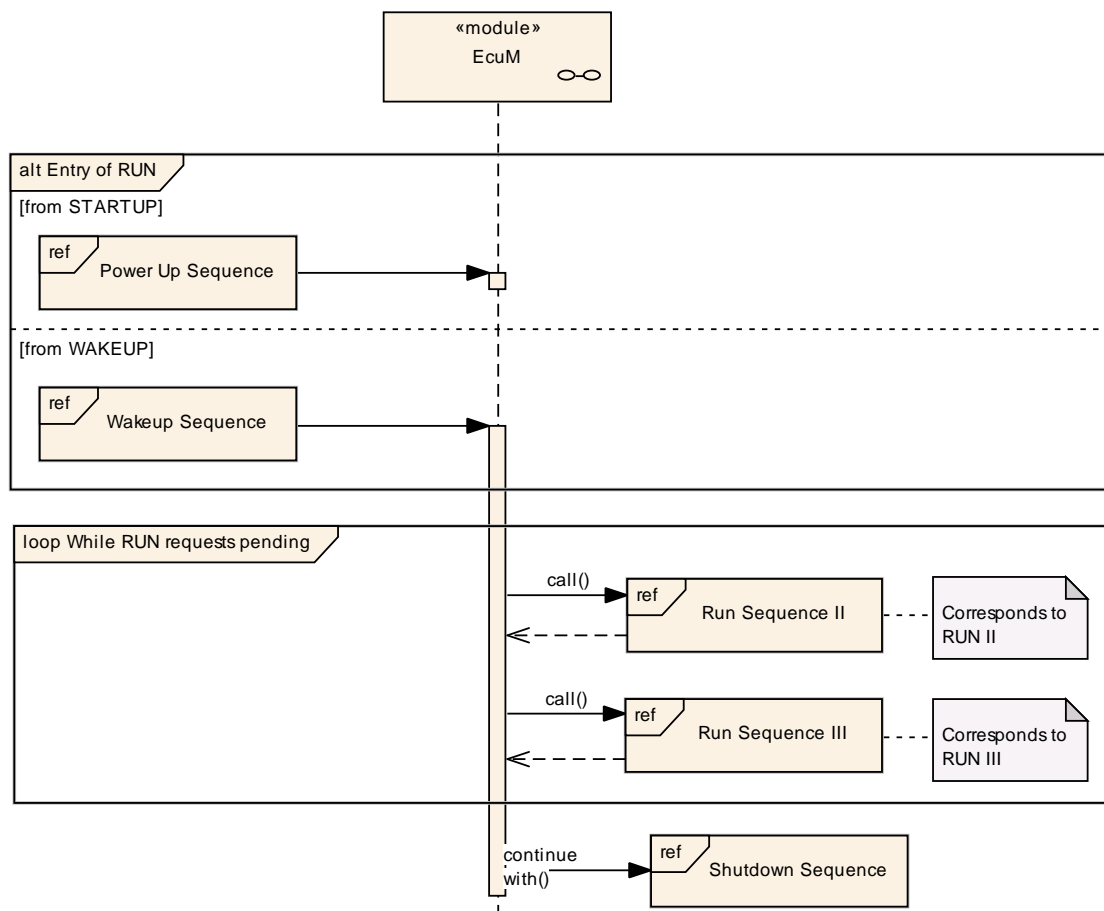 «module»
EcuM
alt Entry of RUN
[from STARTUP]
ref
Power Up Sequence
[from WAKEUP]
ref
Wakeup Sequence
loop While RUN requests pending
call()
ref
Run Sequence II
Corresponds to
RUN II
call()
ref
Run Sequence III
Corresponds to
RUN III
continue
with()
ref
Shutdown Sequence